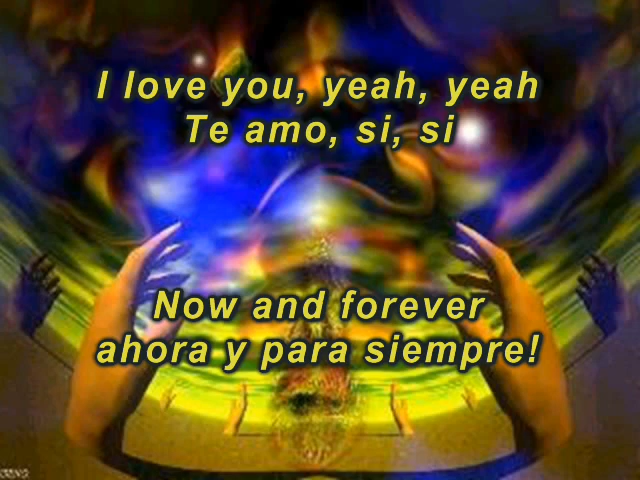 I love you, yeah, yeah
Te amo, si, si
Now and forever
ahora y para siempre!